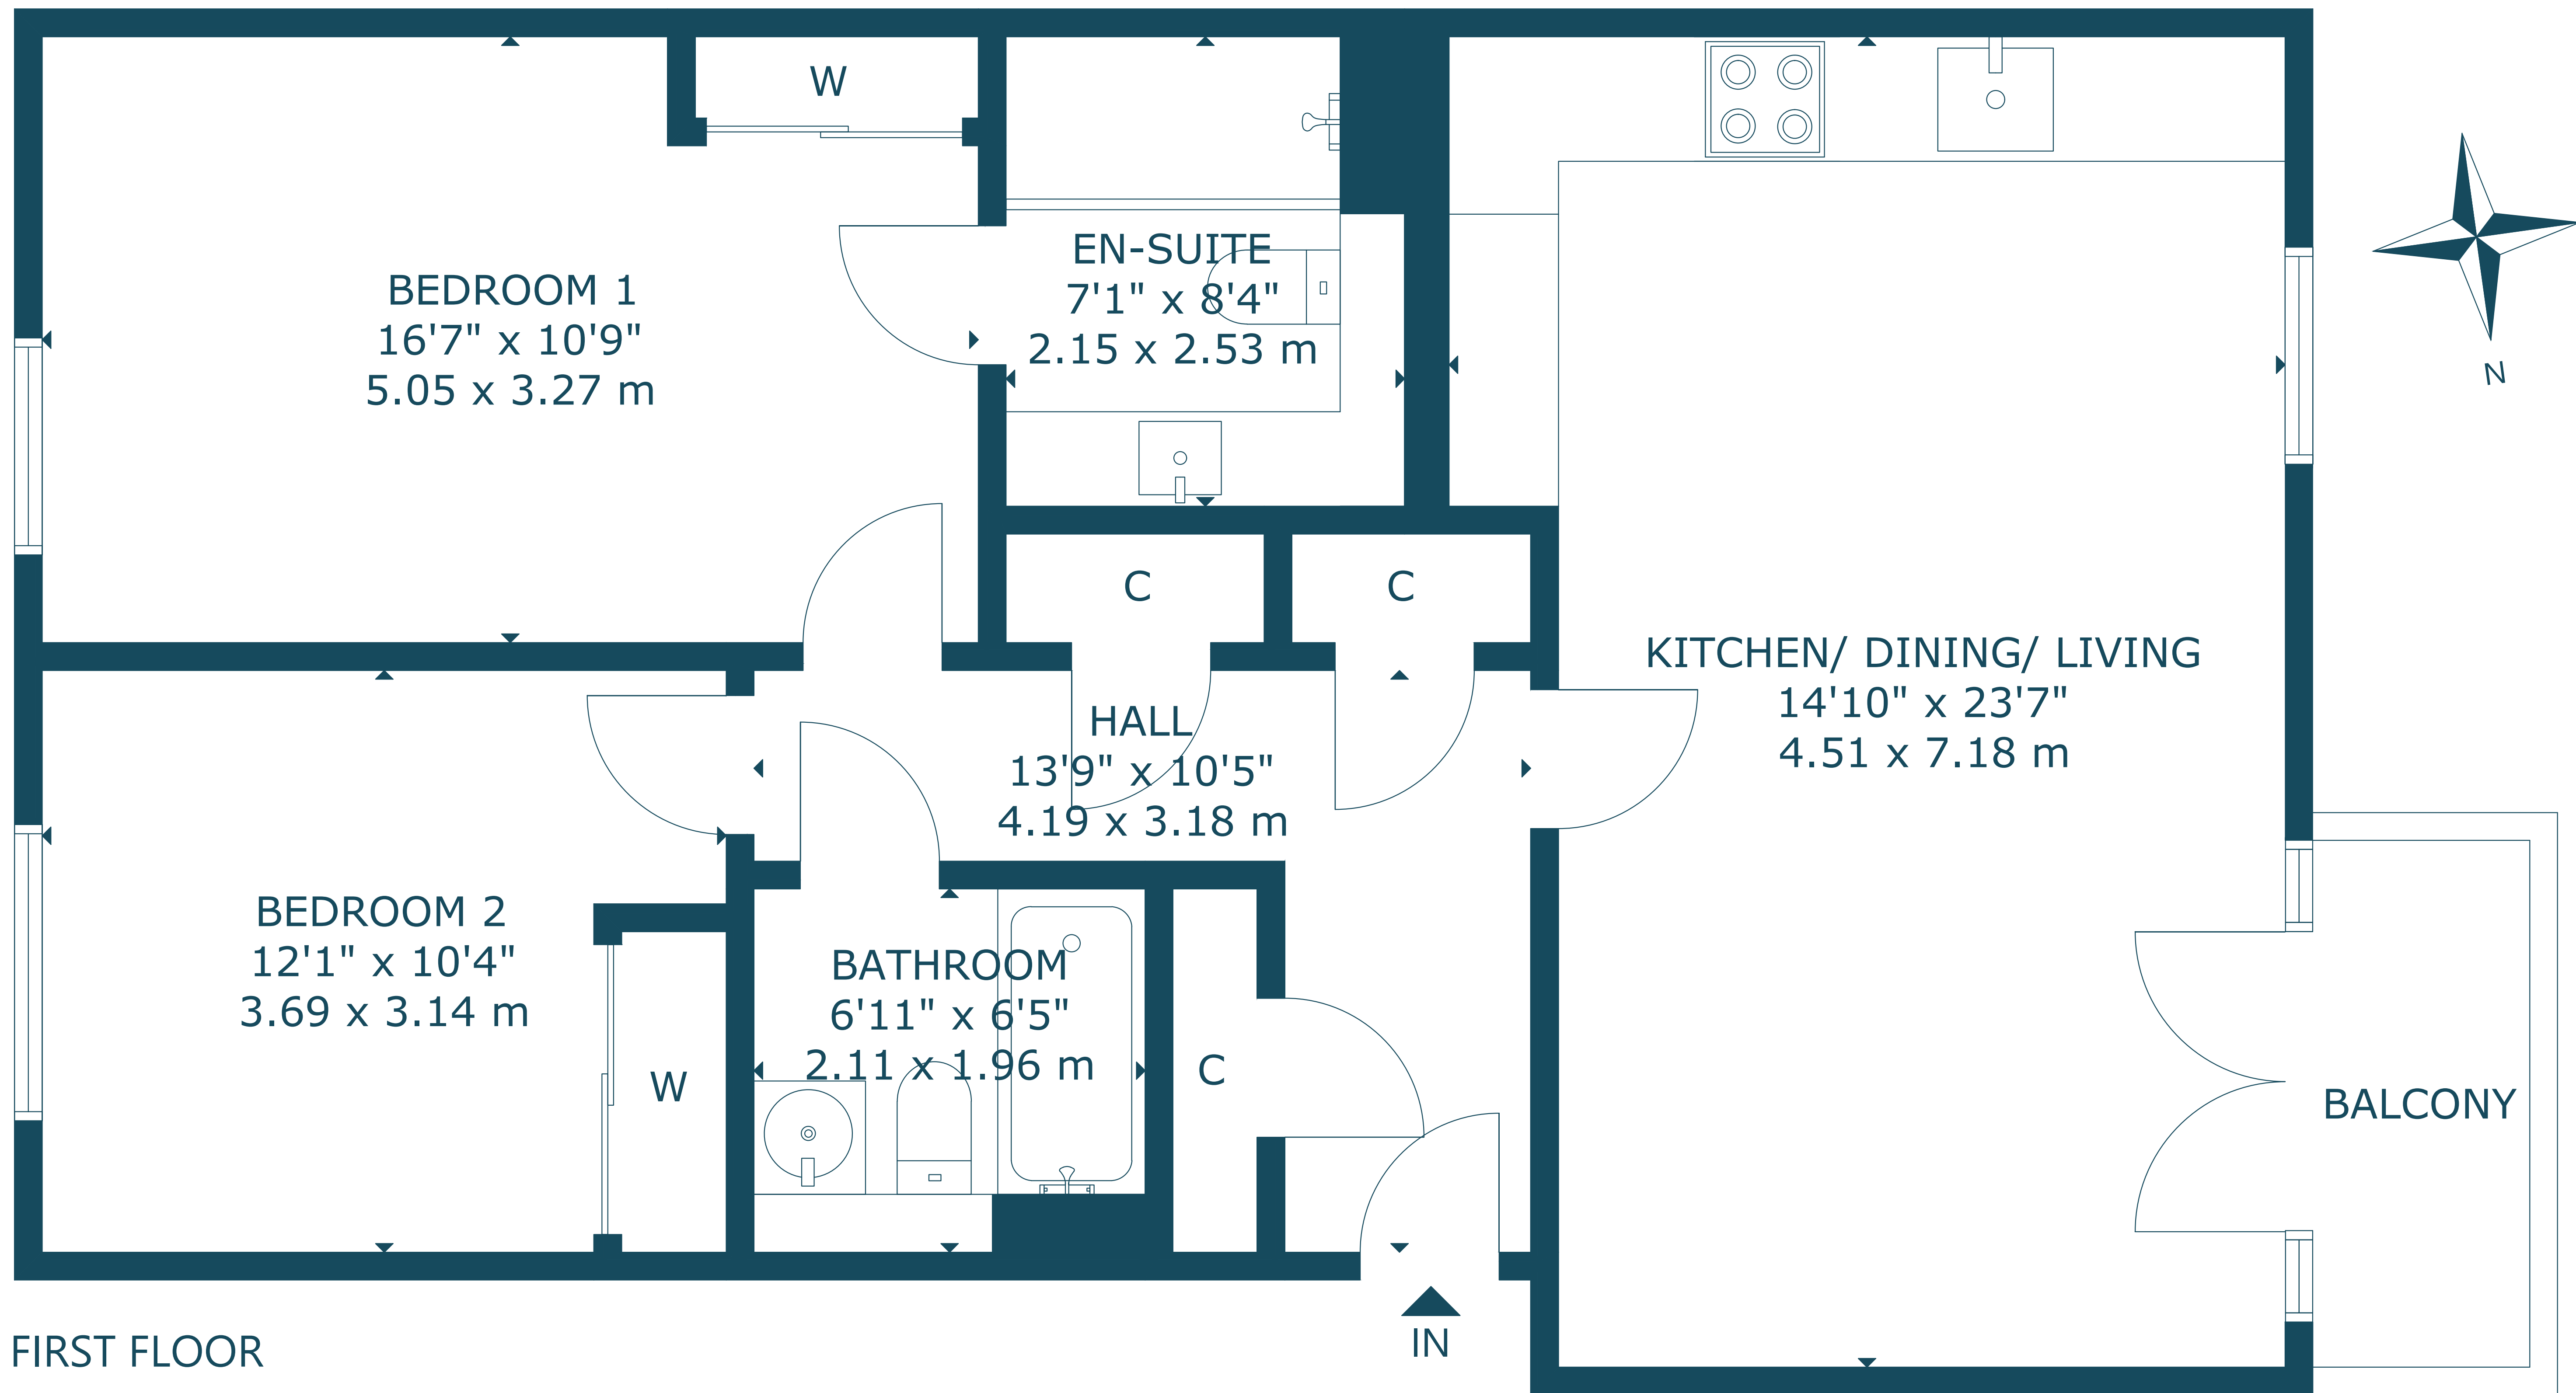 W
BEDROOM 1
16'7" x 10'9"
5.05 x 3.27 m
EN-SUITE
7'1" x 8'4"
2.15 x 2.53 m
N
C
C
KITCHEN/ DINING/ LIVING
14'10" x 23'7"
4.51 x 7.18 m
HALL
13'9" x 10'5"
4.19 x 3.18 m
BEDROOM 2
12'1" x 10'4"
3.69 x 3.14 m
W
BATHROOM
6'11" x 6'5"
2.11 x 1.96 m
C
BALCONY
IN
FIRST FLOOR